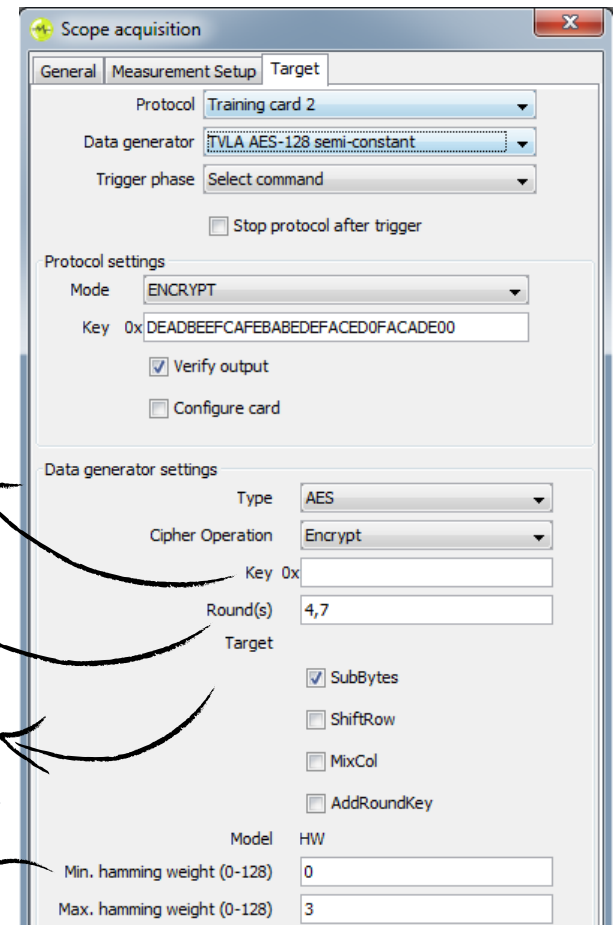 Scope acquisition
General Measurement Setup Target
Protocol Training card 2
Data generator TVLA AES-128 semi-constant
Trigger phase Select command
Stop protocol after trigger
Protocol settings
Mode ENCRYPT
Key 0x DEADBEEFCAFEBABEDEFACED0FACADE00
Verify output
Configure card
Data generator settings
Type AES
Cipher Operation Encrypt
Key 0x
Round(s) 4,7
Target
SubBytes
ShiftRow
MixCol
AddRoundKey
Model HW
Min. hamming weight (0-128) 0
Max. hamming weight (0-128) 3